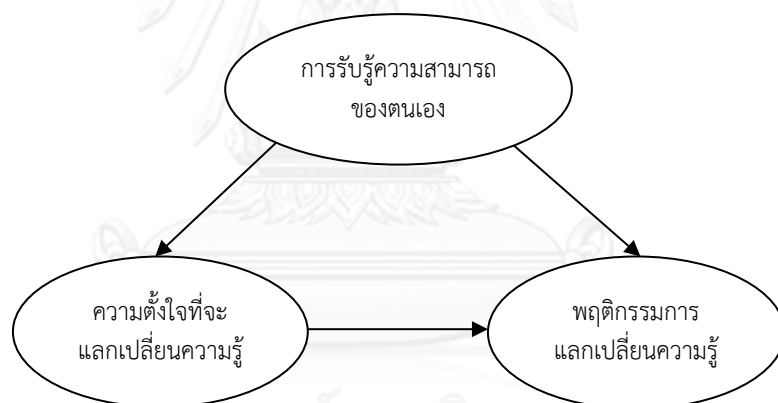 การรับรู้ความสามารถ
ของตนเอง
ความตั้งใจที่จะ
แลกเปลี่ยนความรู้
พฤติกรรมการ
แลกเปลี่ยนความรู้